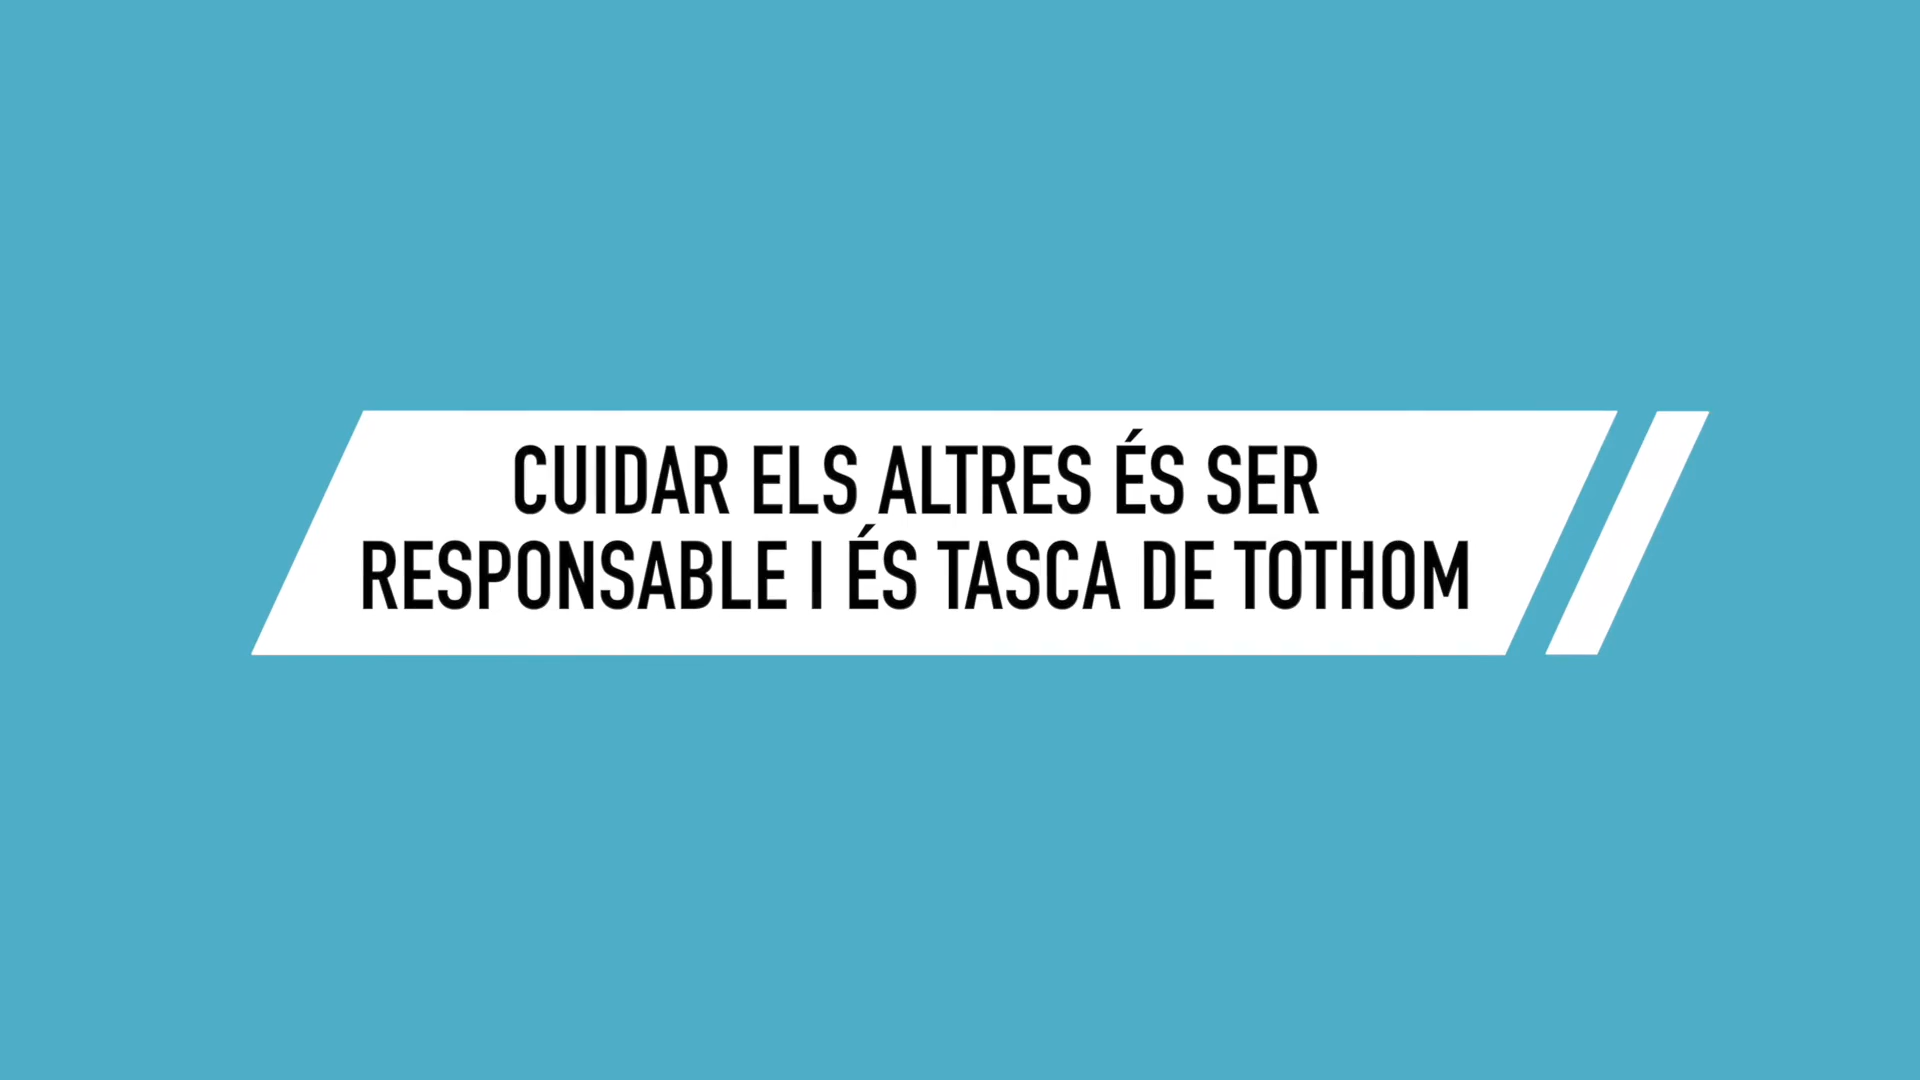 CUIDAR ELS ALTRES ÉS SER
RESPONSABLE I ÉS TASCA DE TOTHOM